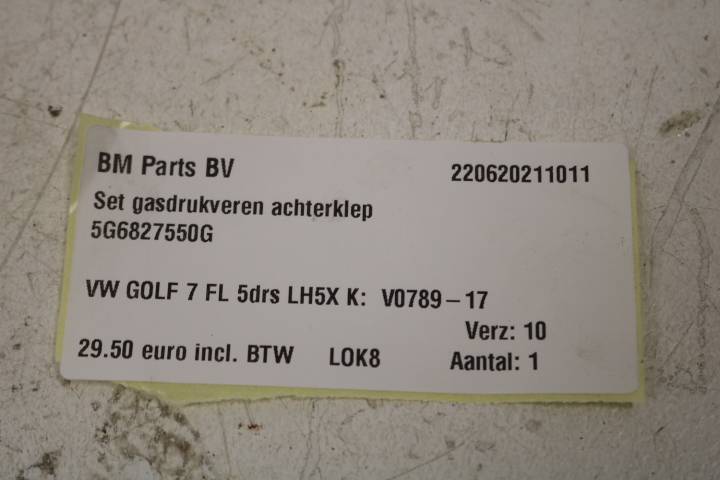 BM Parts BV 220620211011
Set gasdrukveren achterklep
5G6827550G
VW GOLF 7 FL 5drs LH5X K: V0789-17
Verz: 10
29.50 euro incl. BTW LOK8 Aantal: 1